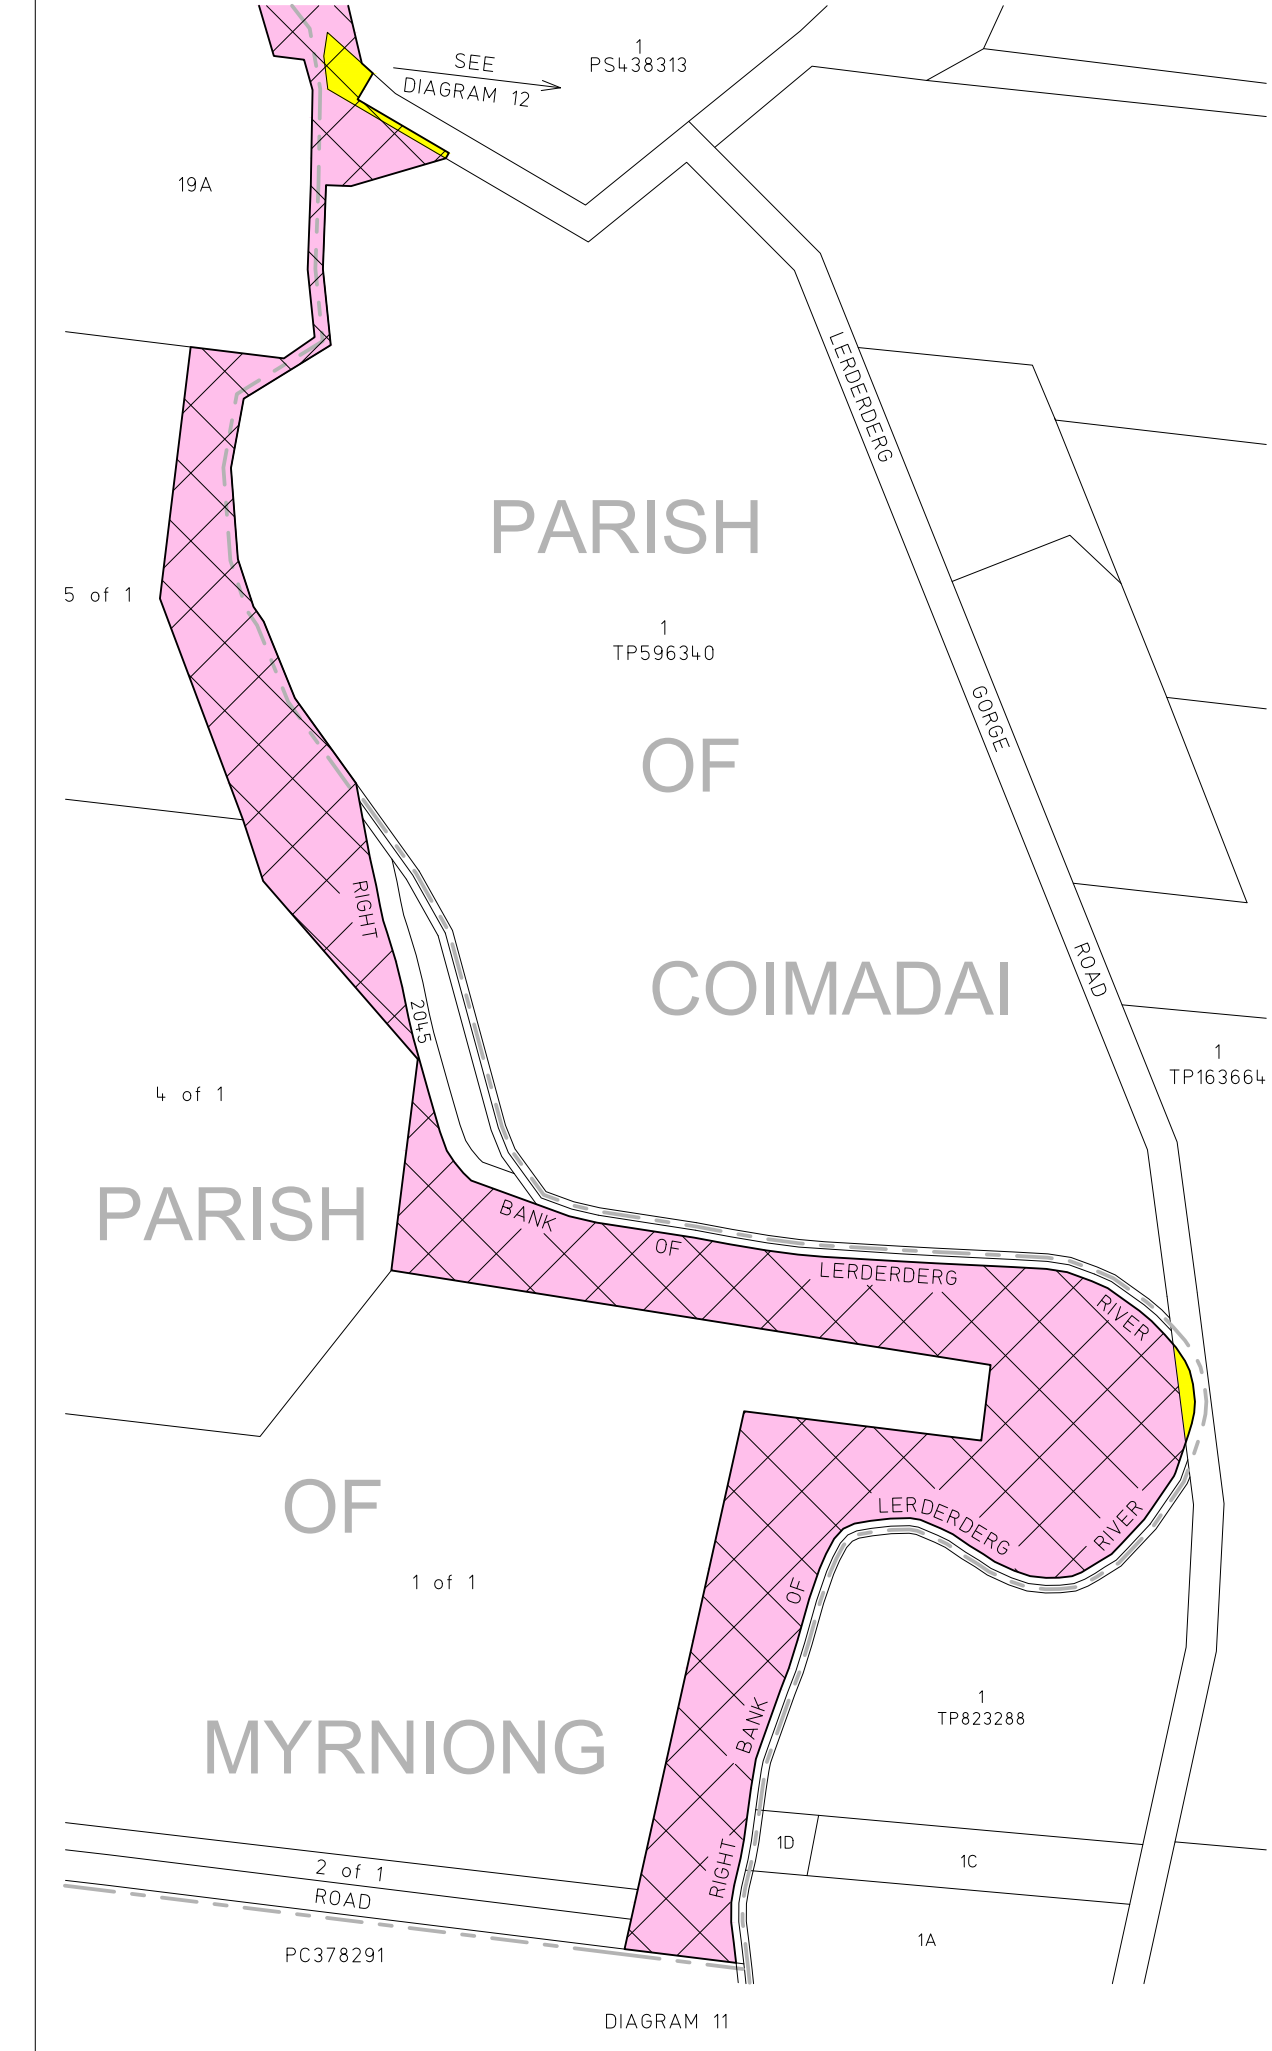 1
PS438313
SEE
DIAGRAM 12
19A
LERDERDERG
GORGE
ROAD
PARISH
OF
COIMADAI
1
TP596340
5 of 1
RIGHT
2045
1
TP163664
4 of 1
PARISH
OF
MYRNIONG
BANK
OF
LERDERDERG
RIVER
1 of 1
RIGHT
BANK
OF
LERDERDERG
RIVER
1
TP823288
1D
1C
1A
2 of 1
ROAD
PC378291
DIAGRAM 11